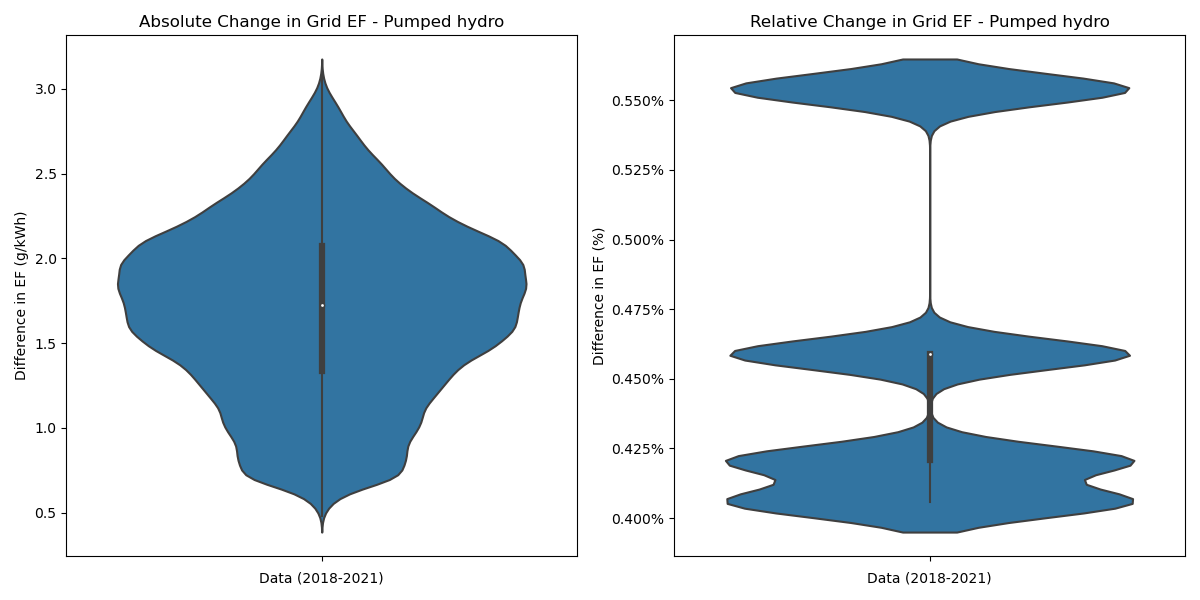 Absolute Change in Grid EF - Pumped hydro
Difference in EF (g/kWh)
3.0
2.5
2.0
1.5
1.0
0.5
Data (2018-2021)
Relative Change in Grid EF - Pumped hydro
Difference in EF (%)
0.550%
0.525%
0.500%
0.475%
0.450%
0.425%
0.400%
Data (2018-2021)